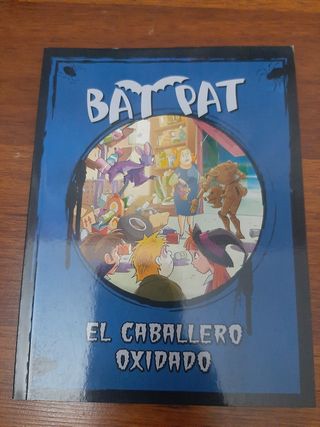 BAT PAT
EL CABALLERO
OXIDADO